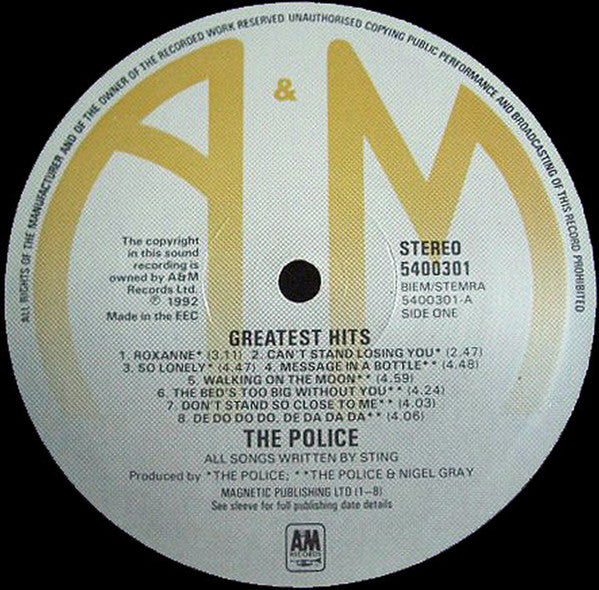 ALL RIGHTS OF THE MANUFACTURER AND OF THE OWNER OF THE RECORDED WORK RESERVED UNAUTHORISED COPYING PUBLIC PERFORMANCE AND BROADCASTING OF THIS RECORD PROHIBITED
A & M
The copyright
in this sound
recording is
owned by A&M
Records Ltd.
℗ 1992
Made in the EEC
STEREO
5400301
BIEM/STEMRA
5400301-A
SIDE ONE
GREATEST HITS
1. ROXANNE* (3.11) 2. CAN'T STAND LOSING YOU* (2.47)
3. SO LONELY* (4.47) 4. MESSAGE IN A BOTTLE** (4.48)
5. WALKING ON THE MOON** (4.59)
6. THE BED'S TOO BIG WITHOUT YOU** (4.24)
7. DON'T STAND SO CLOSE TO ME** (4.03)
8. DE DO DO DO, DE DA DA DA** (4.06)
THE POLICE
ALL SONGS WRITTEN BY STING
Produced by *THE POLICE; **THE POLICE & NIGEL GRAY
MAGNETIC PUBLISHING LTD (1–8)
See sleeve for full publishing date details
AM
RECORDS